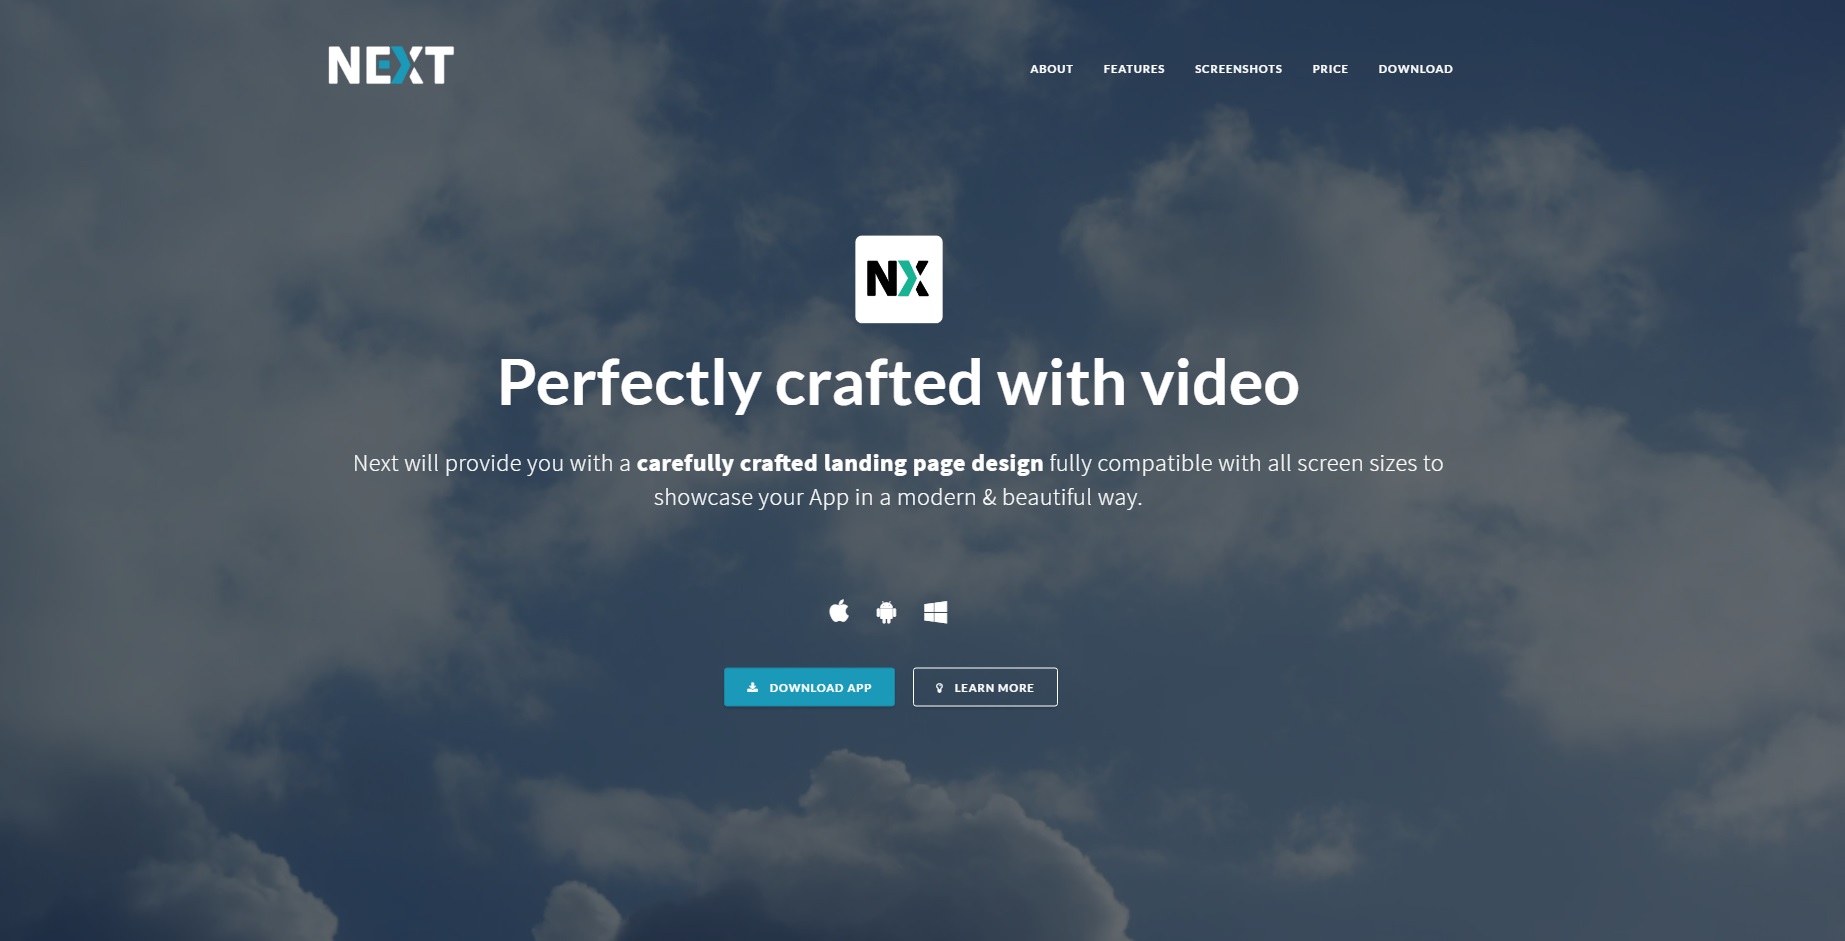 NEXT
ABOUT FEATURES SCREENSHOTS PRICE DOWNLOAD
NX
Perfectly crafted with video
Next will provide you with a carefully crafted landing page design fully compatible with all screen sizes to
showcase your App in a modern & beautiful way.
DOWNLOAD APP LEARN MORE